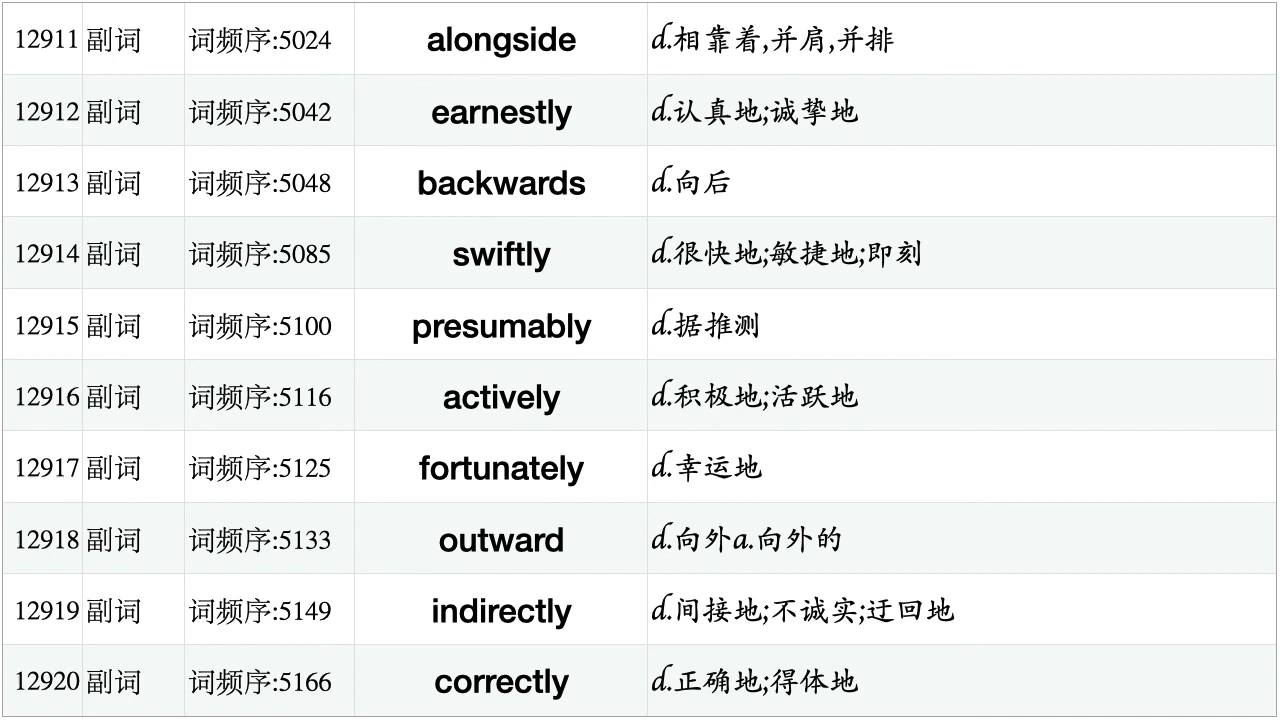 12911 副词 词频序:5024 alongside d.相靠着,并肩,并排
12912 副词 词频序:5042 earnestly d.认真地;诚挚地
12913 副词 词频序:5048 backwards d.向后
12914 副词 词频序:5085 swiftly d.很快地;敏捷地;即刻
12915 副词 词频序:5100 presumably d.据推测
12916 副词 词频序:5116 actively d.积极地;活跃地
12917 副词 词频序:5125 fortunately d.幸运地
12918 副词 词频序:5133 outward d.向外a.向外的
12919 副词 词频序:5149 indirectly d.间接地;不诚实;迂回地
12920 副词 词频序:5166 correctly d.正确地;得体地